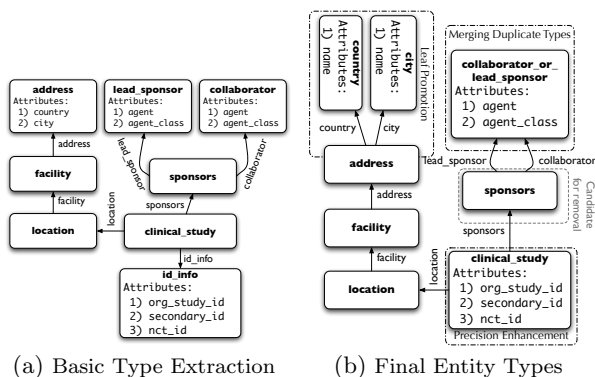 address
Attributes:
1) country
2) city
lead_sponsor
Attributes:
1) agent
2) agent_class
collaborator
Attributes:
1) agent
2) agent_class
address
lead_sponsor
collaborator
facility
sponsors
facility
location
sponsors
location
clinical_study
id_info
id_info
Attributes:
1) org_study_id
2) secondary_id
3) nct_id
(a) Basic Type Extraction
country
Attributes:
1) name
city
Attributes:
1) name
Leaf Promotion
Merging Duplicate Types
collaborator_or_
lead_sponsor
Attributes:
1) agent
2) agent_class
country
city
address
lead_sponsor
collaborator
address
sponsors
Candidate
for removal
facility
sponsors
facility
location
location
clinical_study
Attributes:
1) org_study_id
2) secondary_id
3) nct_id
Precision Enhancement
(b) Final Entity Types